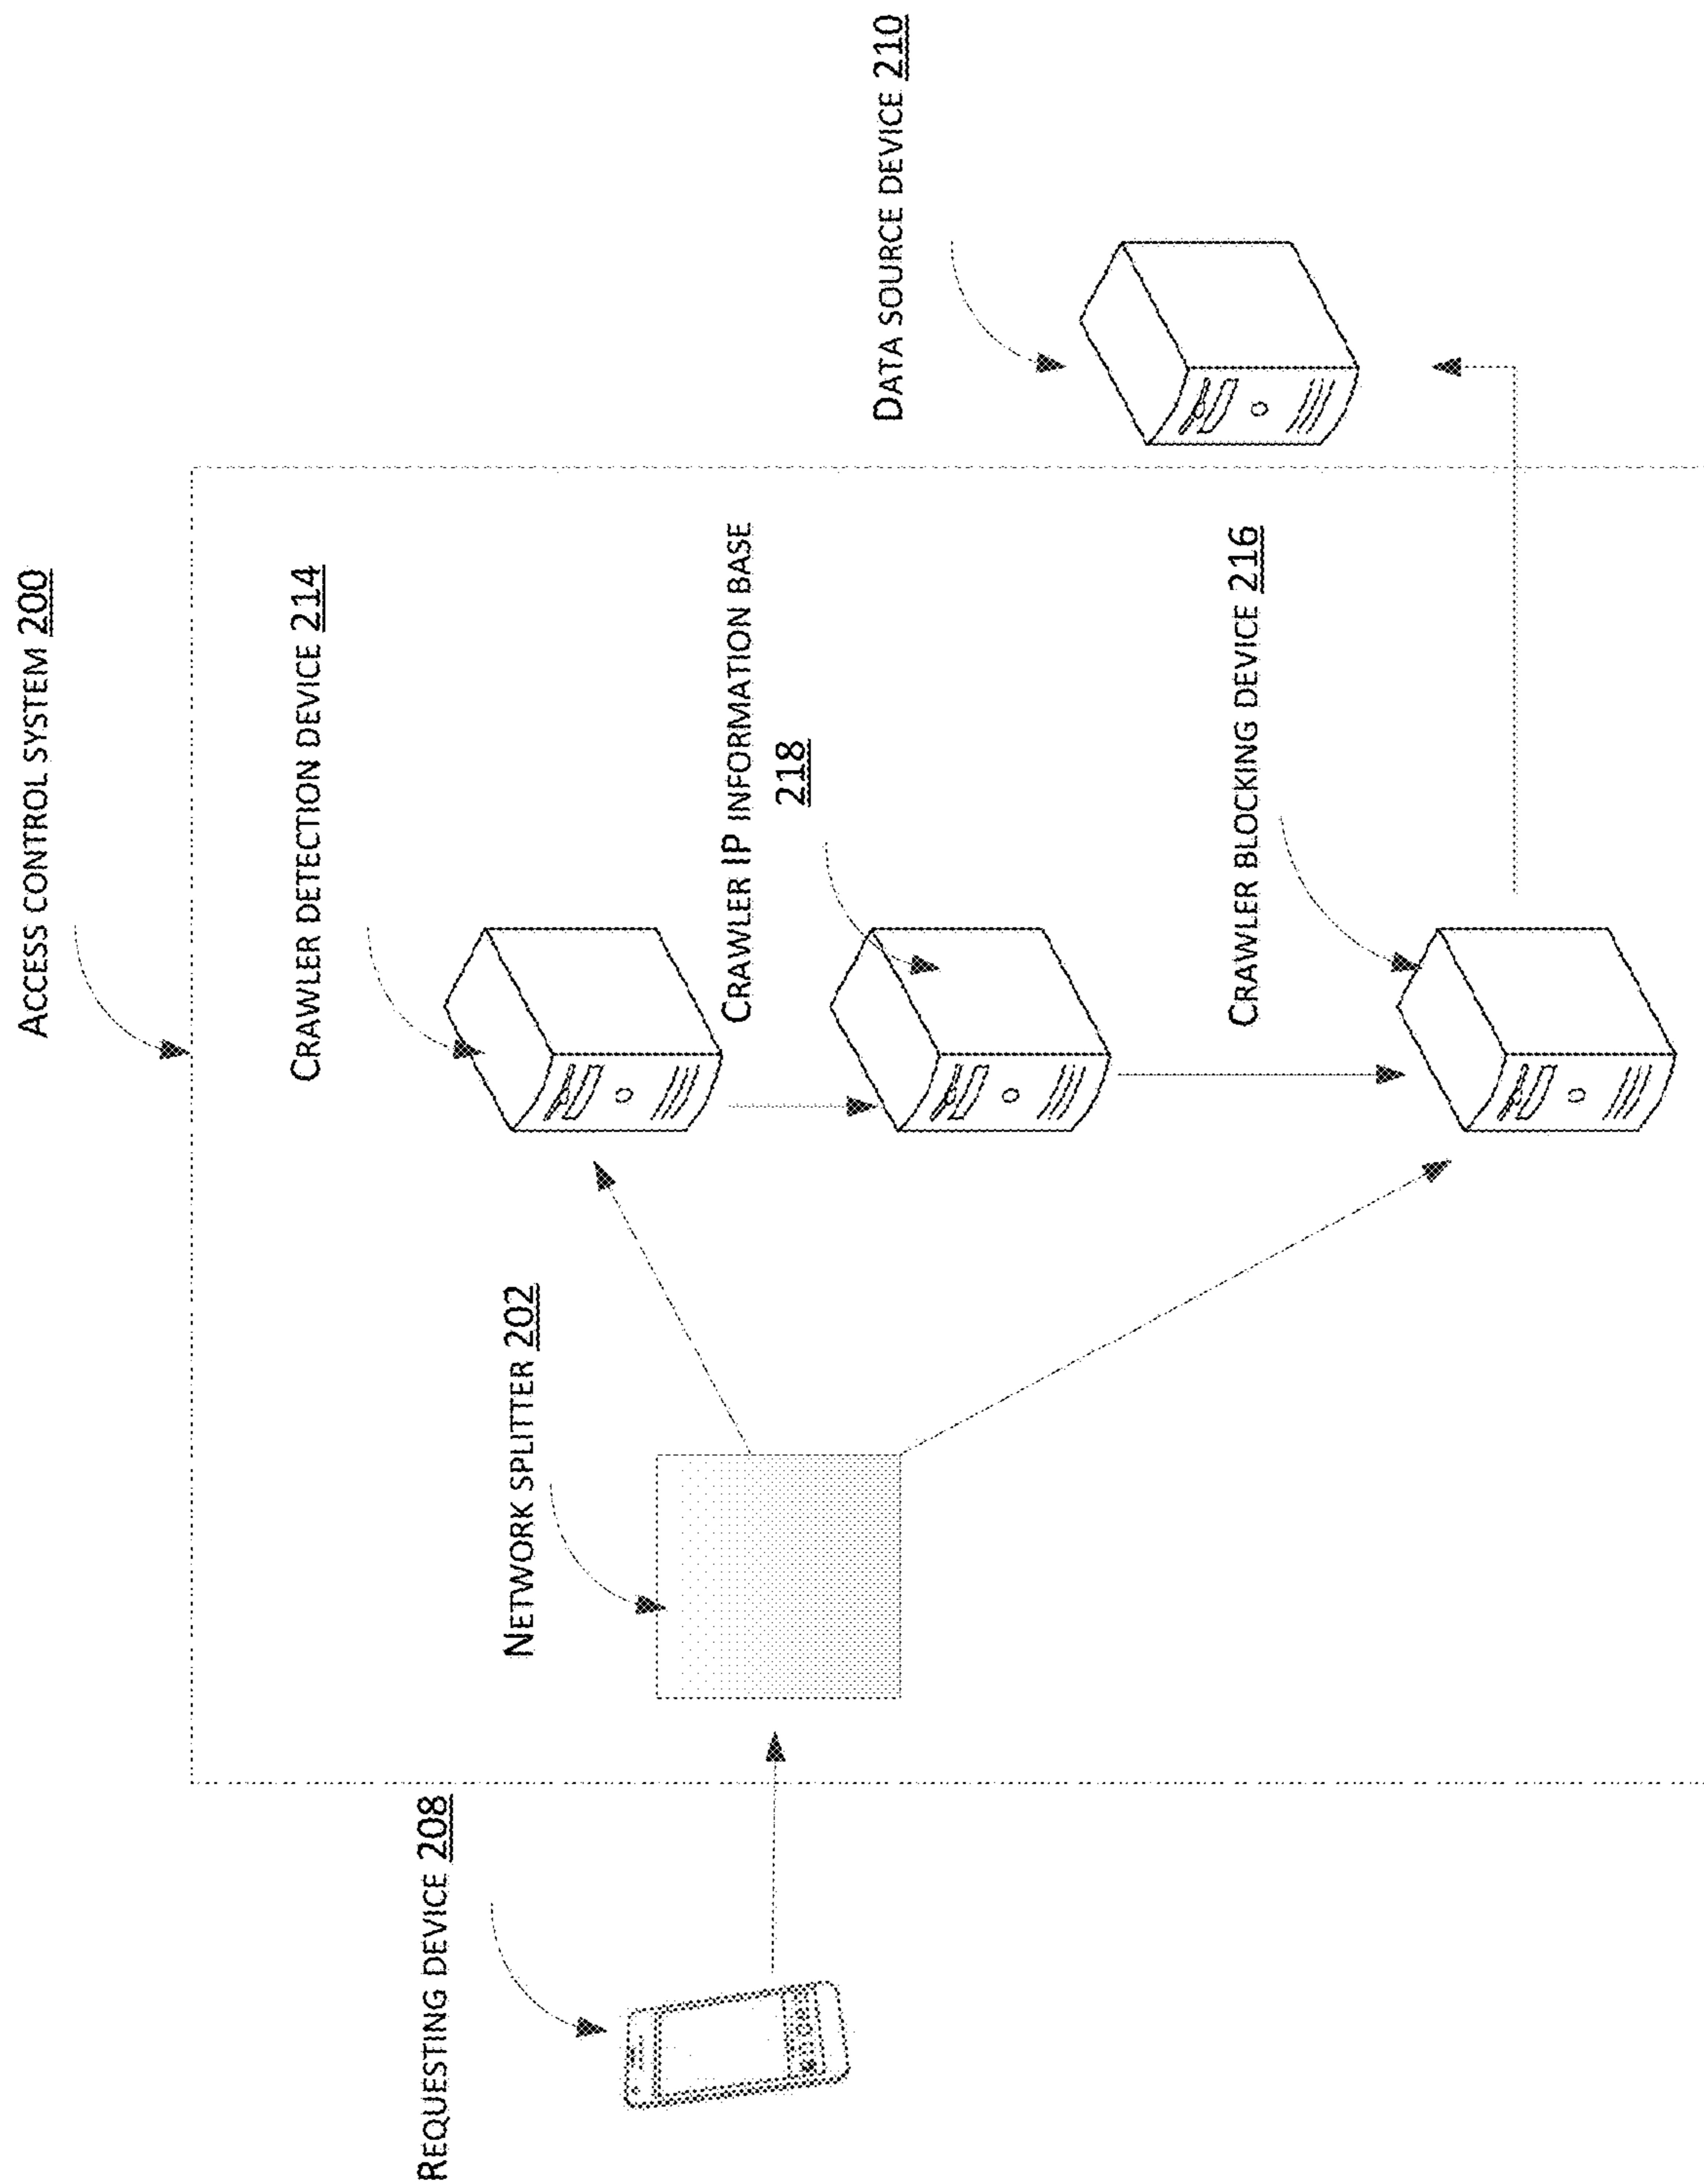 ACCESS CONTROL SYSTEM 200
CRAWLER DETECTION DEVICE 214
REQUESTING DEVICE 208
NETWORK SPLITTER 202
CRAWLER IP INFORMATION BASE
218
DATA SOURCE DEVICE 210
CRAWLER BLOCKING DEVICE 216